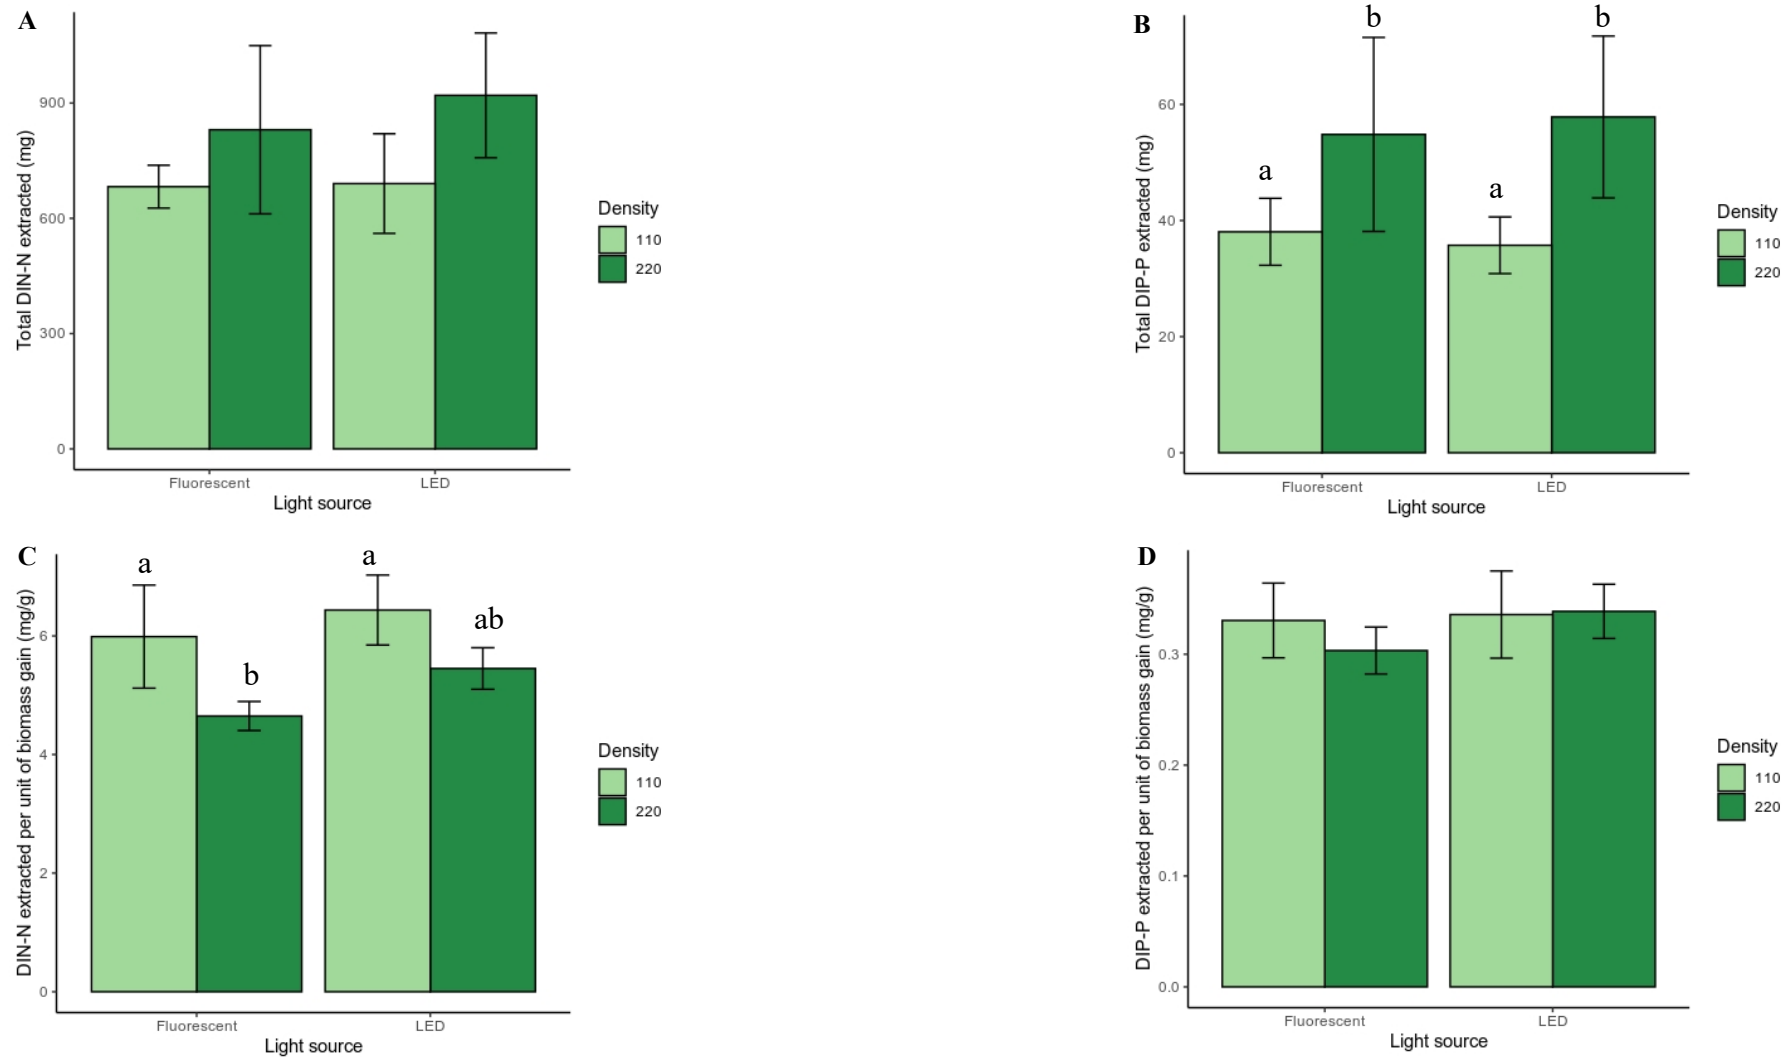 A
Total DIN-N extracted (mg)
900
600
300
0
Fluorescent
LED
Light source
Density
110
220
B
b
b
a
a
Total DIP-P extracted (mg)
60
40
20
0
Fluorescent
LED
Light source
Density
110
220
C
a
a
b
ab
DIN-N extracted per unit of biomass gain (mg/g)
6
4
2
0
Fluorescent
LED
Light source
Density
110
220
D
DIP-P extracted per unit of biomass gain (mg/g)
0.3
0.2
0.1
0.0
Fluorescent
LED
Light source
Density
110
220